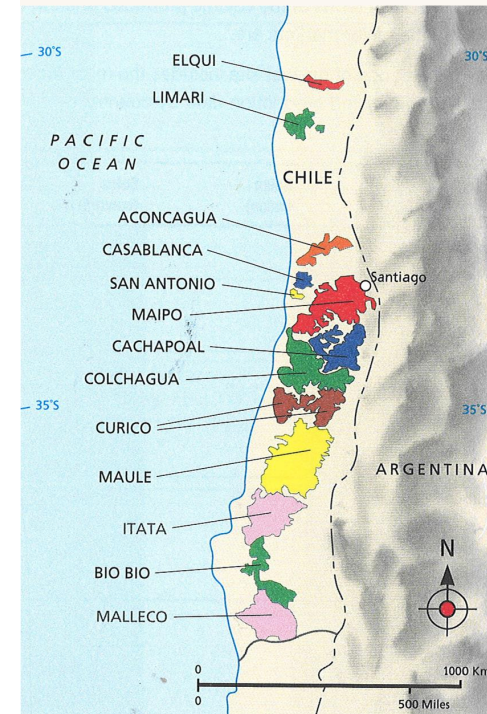 30°S
30°S
ELQUI
LIMARI
PACIFIC
OCEAN
CHILE
ACONCAGUA
CASABLANCA
Santiago
SAN ANTONIO
MAIPO
CACHAPOAL
COLCHAGUA
35°S
35°S
CURICO
ARGENTINA
MAULE
ITATA
N
BIO BIO
MALLECO
0
1000 Km
0
500 Miles